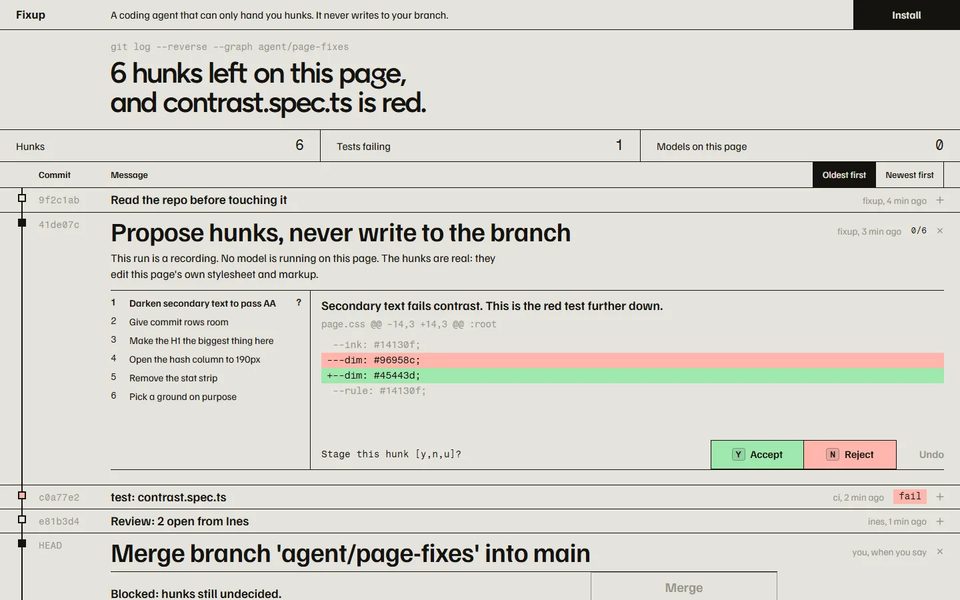 Fixup
A coding agent that can only hand you hunks. It never writes to your branch.
Install
git log --reverse --graph agent/page-fixes
6 hunks left on this page,
and contrast.spec.ts is red.
Hunks 6
Tests failing 1
Models on this page 0
Commit Message
Oldest first Newest first
9f2c1ab Read the repo before touching it fixup, 4 min ago +
41de07c Propose hunks, never write to the branch fixup, 3 min ago 0/6 ×
This run is a recording. No model is running on this page. The hunks are real: they
edit this page's own stylesheet and markup.
1 Darken secondary text to pass AA ?
2 Give commit rows room
3 Make the H1 the biggest thing here
4 Open the hash column to 190px
5 Remove the stat strip
6 Pick a ground on purpose
Secondary text fails contrast. This is the red test further down.
page.css @@ -14,3 +14,3 @@ :root
--ink: #14130f;
---dim: #96958c;
+--dim: #45443d;
--rule: #14130f;
Stage this hunk [y,n,u]?
Y Accept
N Reject
Undo
c0a77e2 test: contrast.spec.ts ci, 2 min ago fail +
e81b3d4 Review: 2 open from Ines ines, 1 min ago +
HEAD Merge branch 'agent/page-fixes' into main you, when you say ×
Blocked: hunks still undecided.
Merge